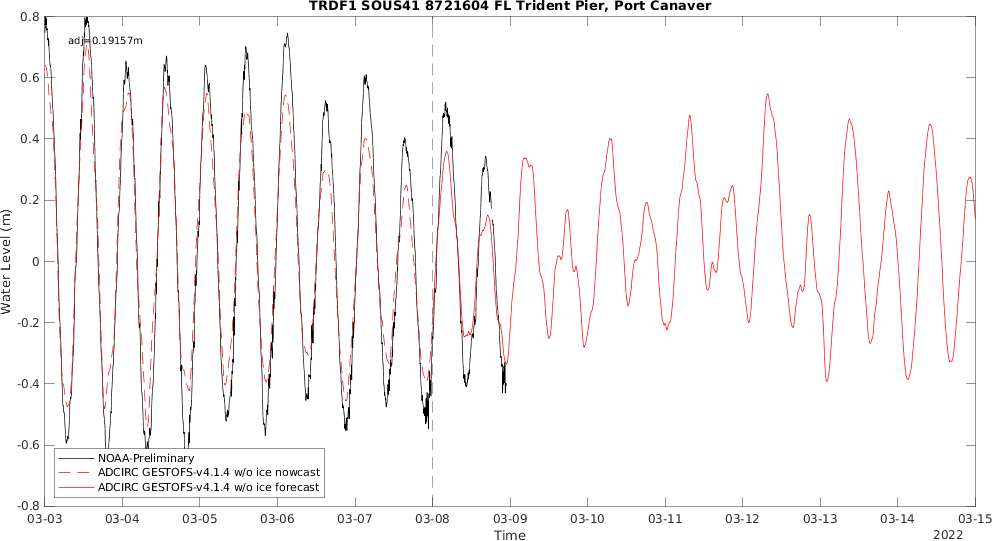 TRDF1 SOUS41 8721604 FL Trident Pier, Port Canaver
adj=0.19157m
0.8
0.6
0.4
0.2
0
-0.2
-0.4
-0.6
-0.8
Water Level (m)
NOAA-Preliminary
ADCIRC GESTOFS-v4.1.4 w/o ice nowcast
ADCIRC GESTOFS-v4.1.4 w/o ice forecast
03-03 03-04 03-05 03-06 03-07 03-08 03-09 03-10 03-11 03-12 03-13 03-14 03-15
Time
2022